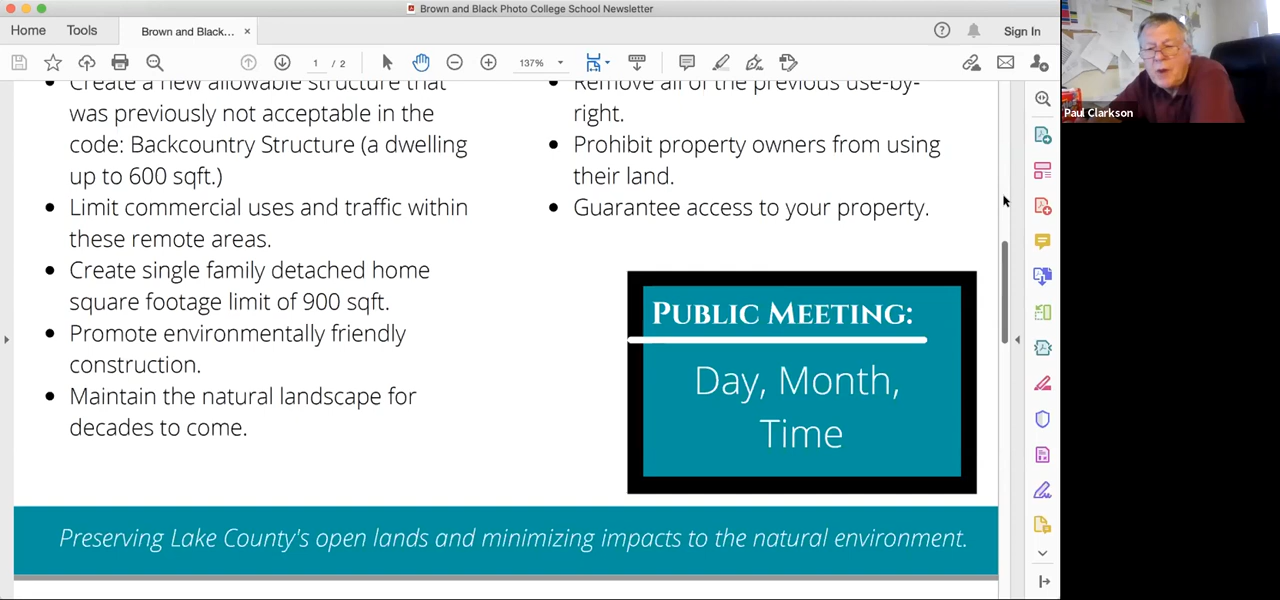 Brown and Black Photo College School Newsletter
Home
Tools
Brown and Black...
×
Sign In
1
/ 2
137%
Create a new allowable structure that
was previously not acceptable in the
code: Backcountry Structure (a dwelling
up to 600 sqft.)
Limit commercial uses and traffic within
these remote areas.
Create single family detached home
square footage limit of 900 sqft.
Promote environmentally friendly
construction.
Maintain the natural landscape for
decades to come.
Remove all of the previous use-by-
right.
Prohibit property owners from using
their land.
Guarantee access to your property.
PUBLIC MEETING:
Day, Month,
Time
Preserving Lake County's open lands and minimizing impacts to the natural environment.
Paul Clarkson